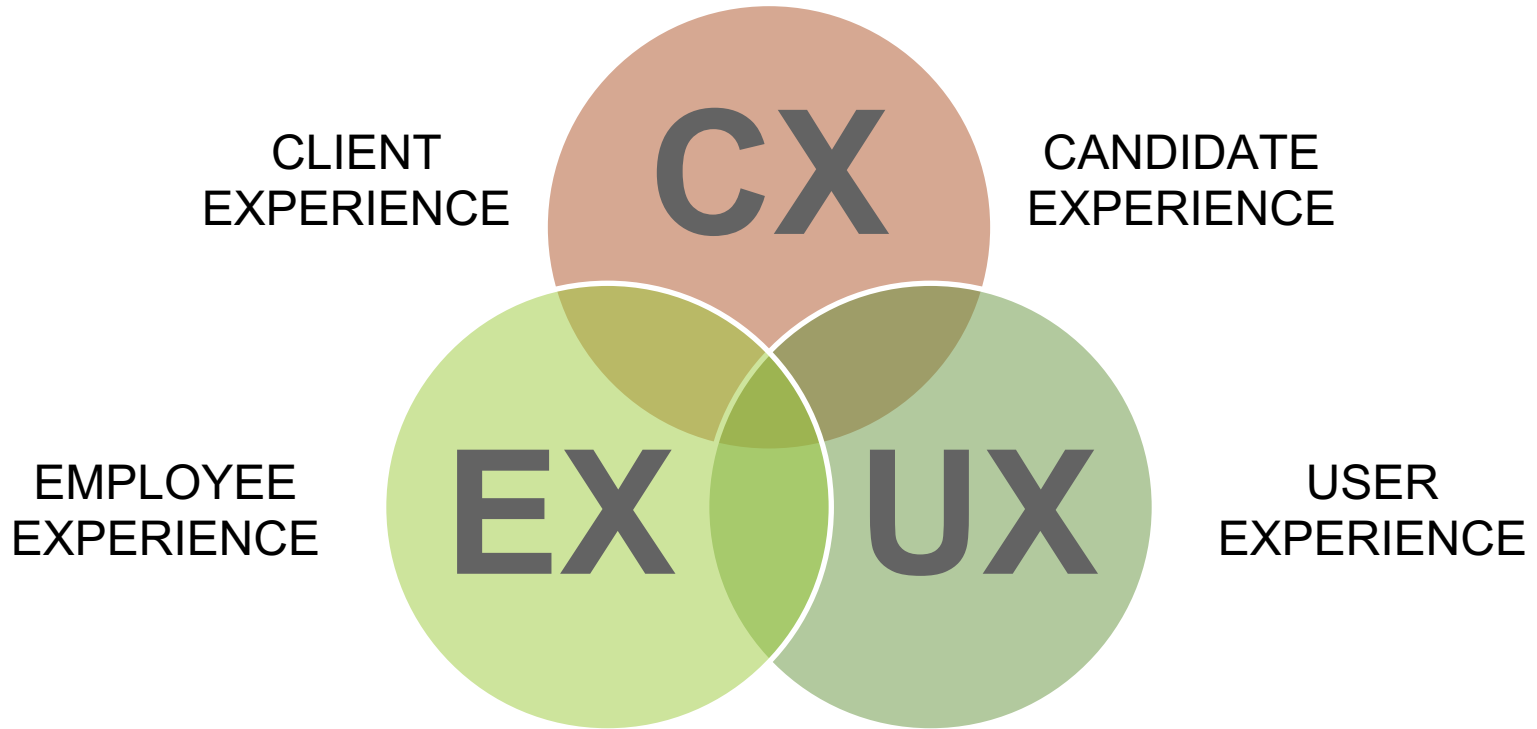 CX
CLIENT
EXPERIENCE
CANDIDATE
EXPERIENCE
EX
EMPLOYEE
EXPERIENCE
UX
USER
EXPERIENCE